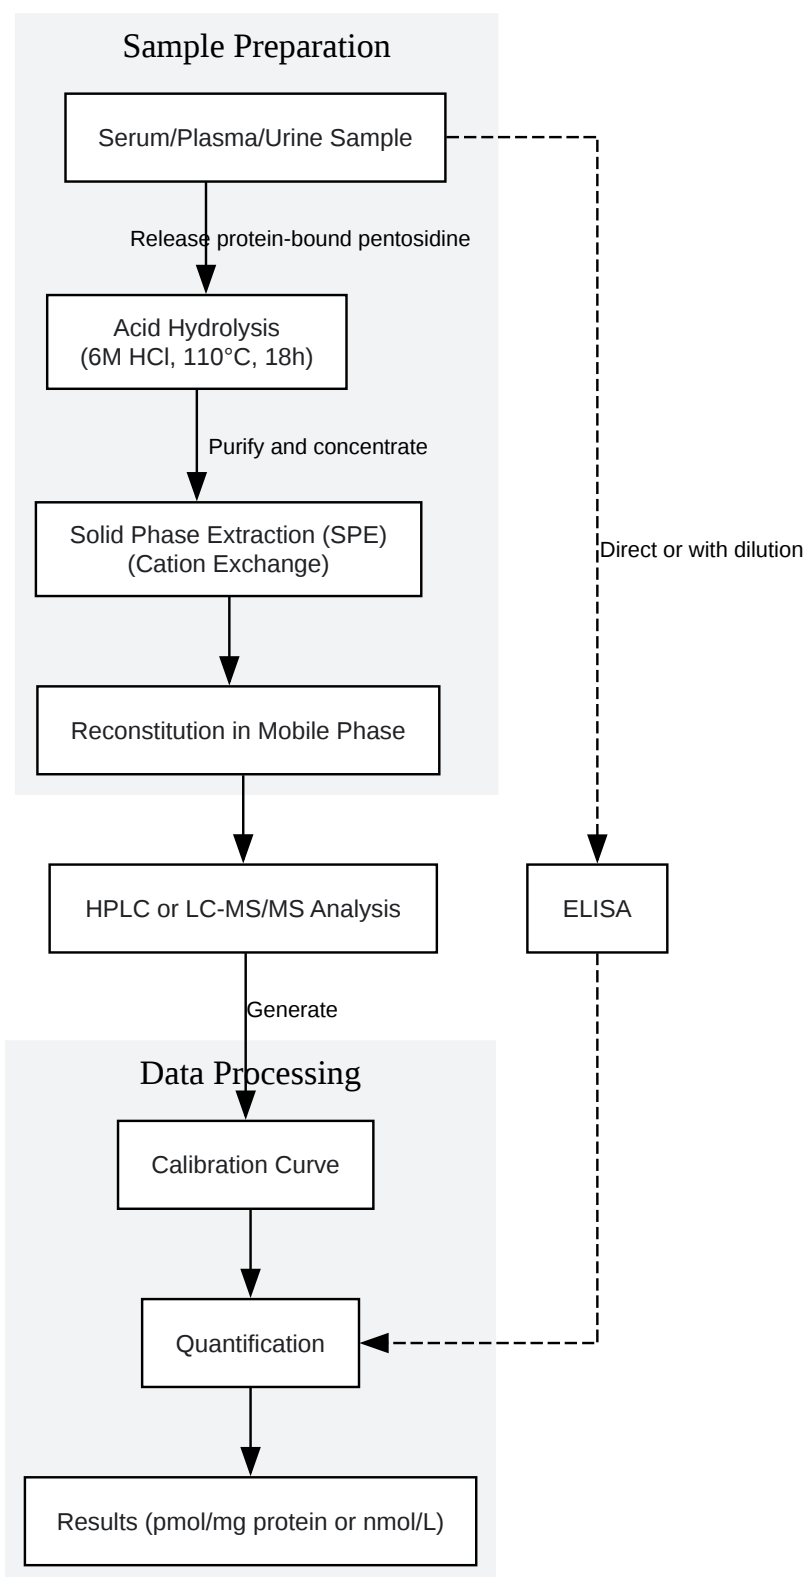 Sample Preparation
Serum/Plasma/Urine Sample
Release protein-bound pentosidine
Acid Hydrolysis
(6M HCl, 110°C, 18h)
Purify and concentrate
Solid Phase Extraction (SPE)
(Cation Exchange)
Direct or with dilution
Reconstitution in Mobile Phase
HPLC or LC-MS/MS Analysis
ELISA
Generate
Data Processing
Calibration Curve
Quantification
Results (pmol/mg protein or nmol/L)